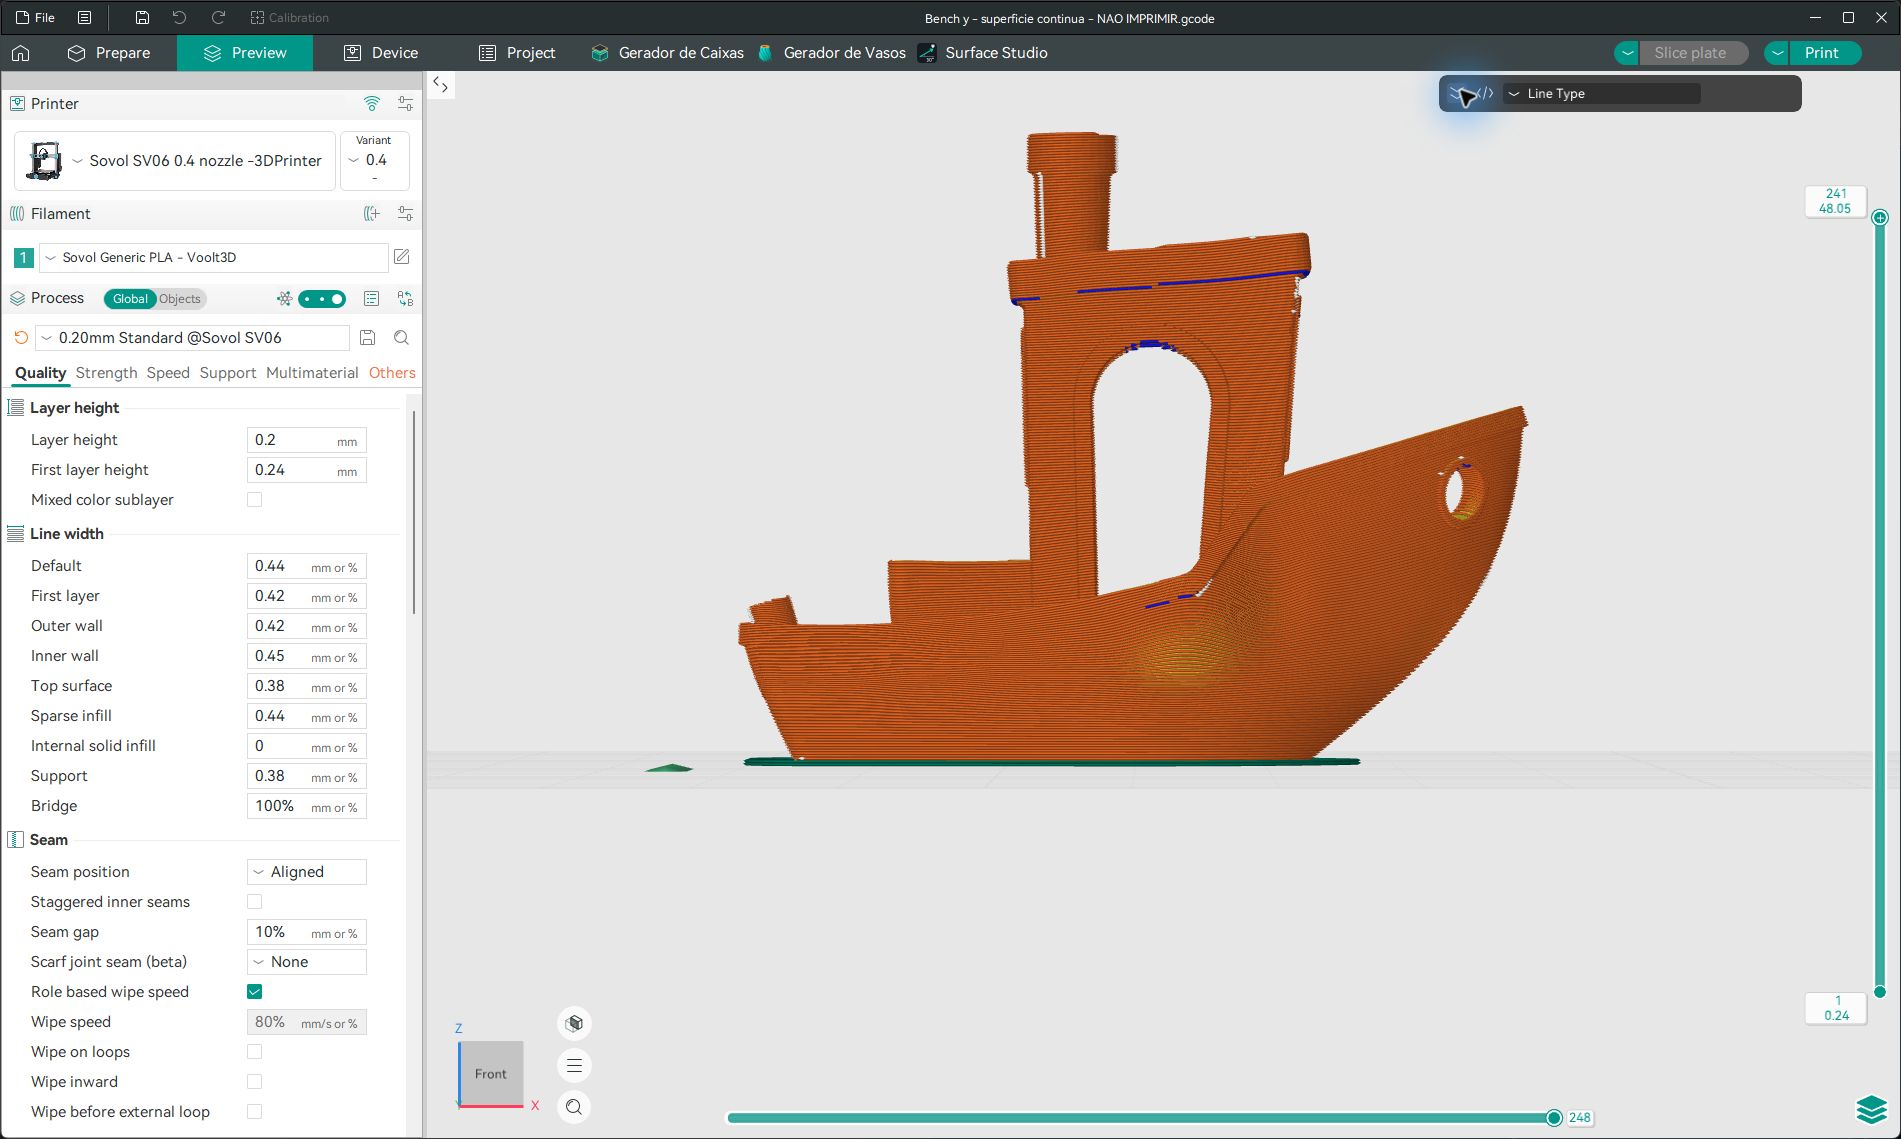 File
Calibration
Bench y - superficie continua - NAO IMPRIMIR.gcode
Prepare
Preview
Device
Project
Gerador de Caixas
Gerador de Vasos
Surface Studio
Slice plate
Print
Printer
Sovol SV06 0.4 nozzle -3DPrinter
Variant
0.4
-
Filament
1
Sovol Generic PLA - Voolt3D
Process
Global
Objects
0.20mm Standard @Sovol SV06
Quality
Strength
Speed
Support
Multimaterial
Others
Layer height
Layer height 0.2 mm
First layer height 0.24 mm
Mixed color sublayer
Line width
Default 0.44 mm or %
First layer 0.42 mm or %
Outer wall 0.42 mm or %
Inner wall 0.45 mm or %
Top surface 0.38 mm or %
Sparse infill 0.44 mm or %
Internal solid infill 0 mm or %
Support 0.38 mm or %
Bridge 100% mm or %
Seam
Seam position Aligned
Staggered inner seams
Seam gap 10% mm or %
Scarf joint seam (beta) None
Role based wipe speed
Wipe speed 80% mm/s or %
Wipe on loops
Wipe inward
Wipe before external loop
Line Type
241
48.05
1
0.24
Z
Front
X
248